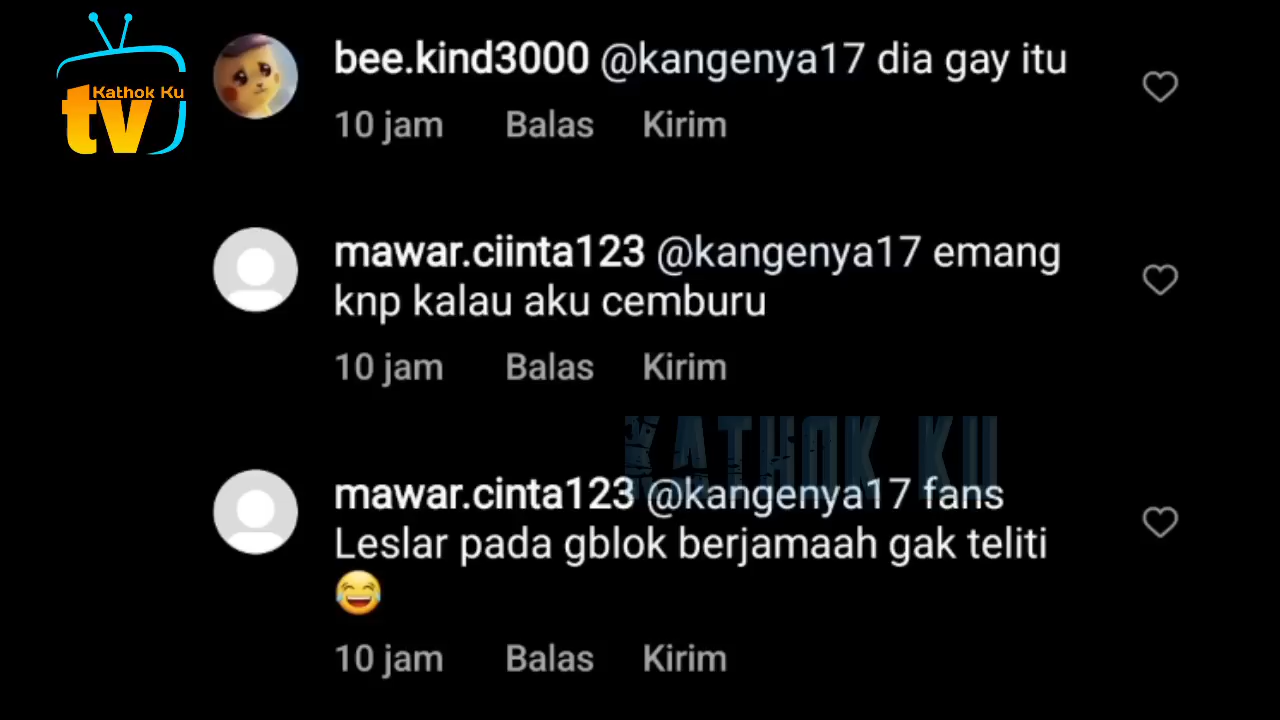 Kathok Ku
tv
bee.kind3000 @kangenya17 dia gay itu
10 jam Balas Kirim
mawar.ciinta123 @kangenya17 emang
knp kalau aku cemburu
10 jam Balas Kirim
KATHOK KU
mawar.cinta123 @kangenya17 fans
Leslar pada gblok berjamaah gak teliti
😂
10 jam Balas Kirim